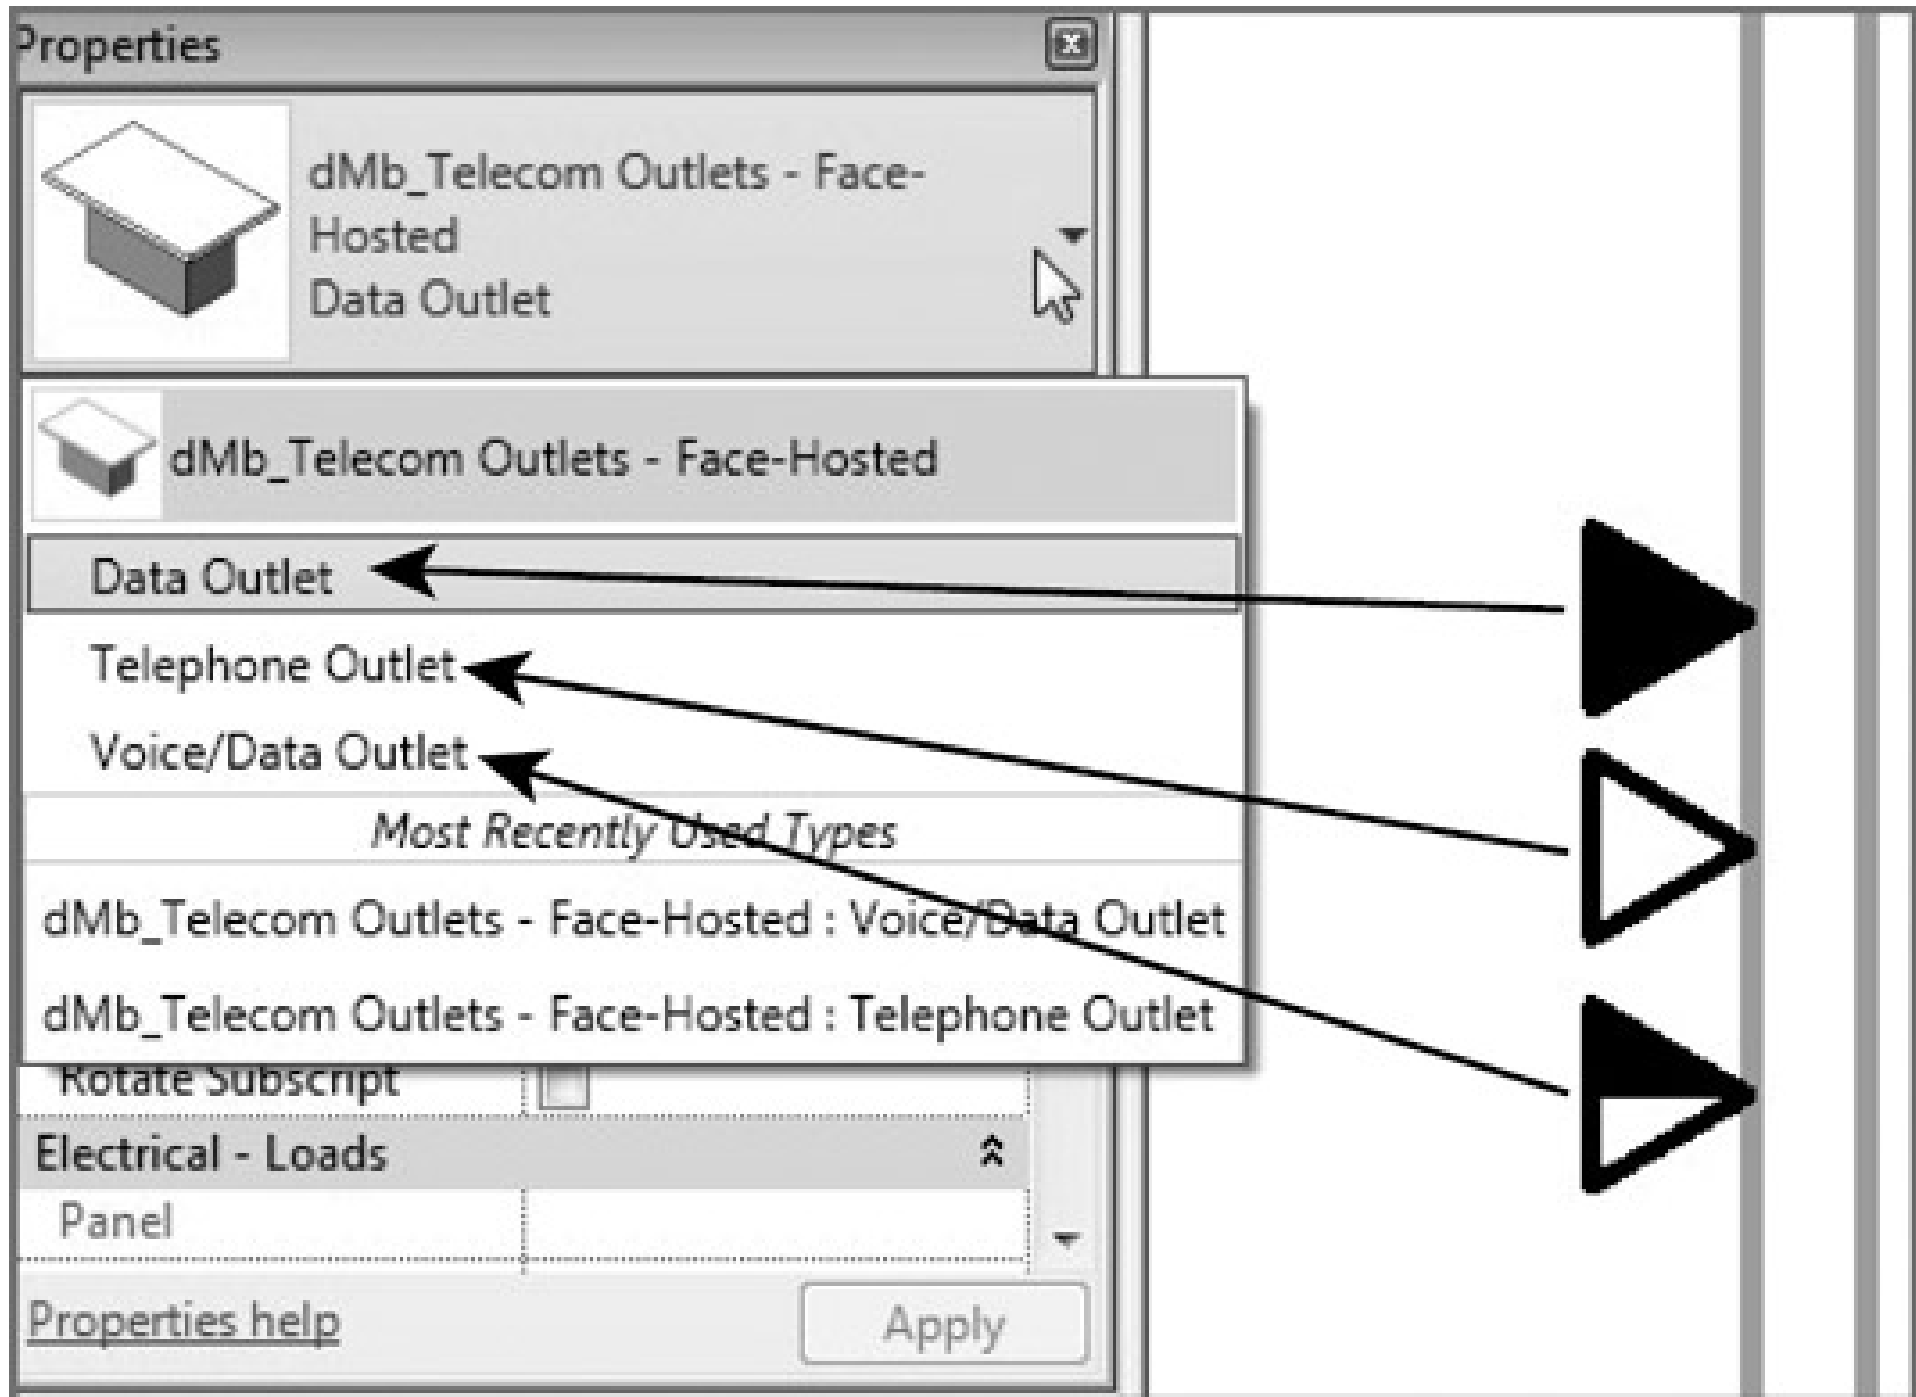 Properties
dMb_Telecom Outlets - Face-
Hosted
Data Outlet
dMb_Telecom Outlets - Face-Hosted
Data Outlet
Telephone Outlet
Voice/Data Outlet
Most Recently Used Types
dMb_Telecom Outlets - Face-Hosted : Voice/Data Outlet
dMb_Telecom Outlets - Face-Hosted : Telephone Outlet
Rotate Subscript
Electrical - Loads
Panel
Properties help
Apply